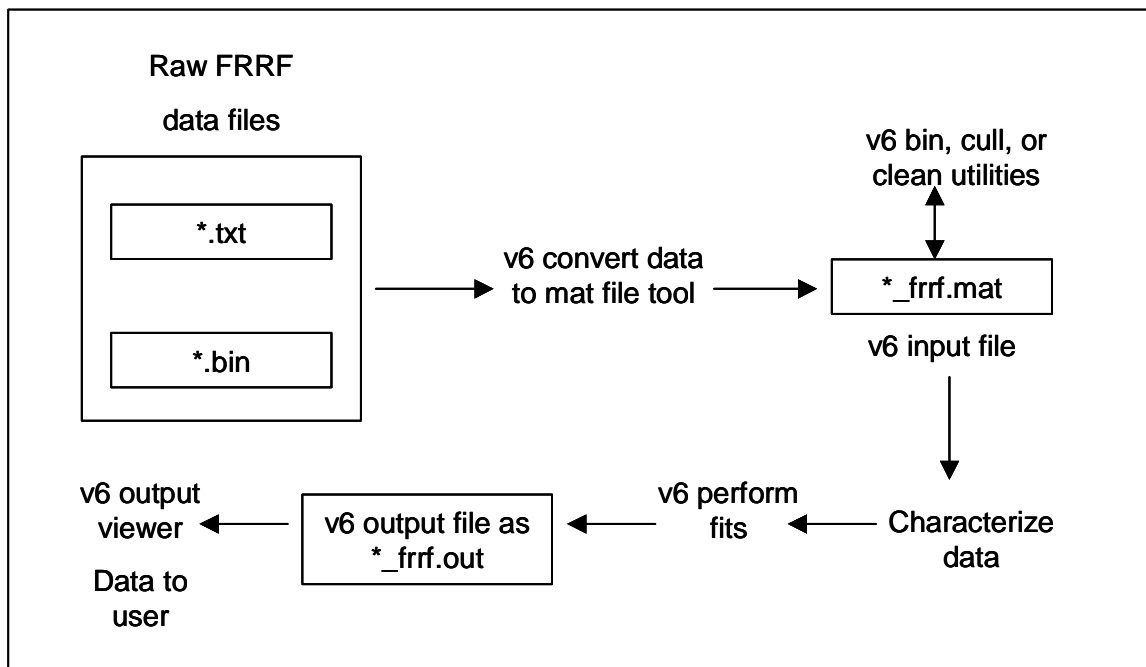 Raw FRRF
data files
*.txt
*.bin
v6 convert data
to mat file tool
v6 bin, cull, or
clean utilities
*_frrf.mat
v6 input file
Characterize
data
v6 perform
fits
v6 output file as
*_frrf.out
v6 output
viewer
Data to
user